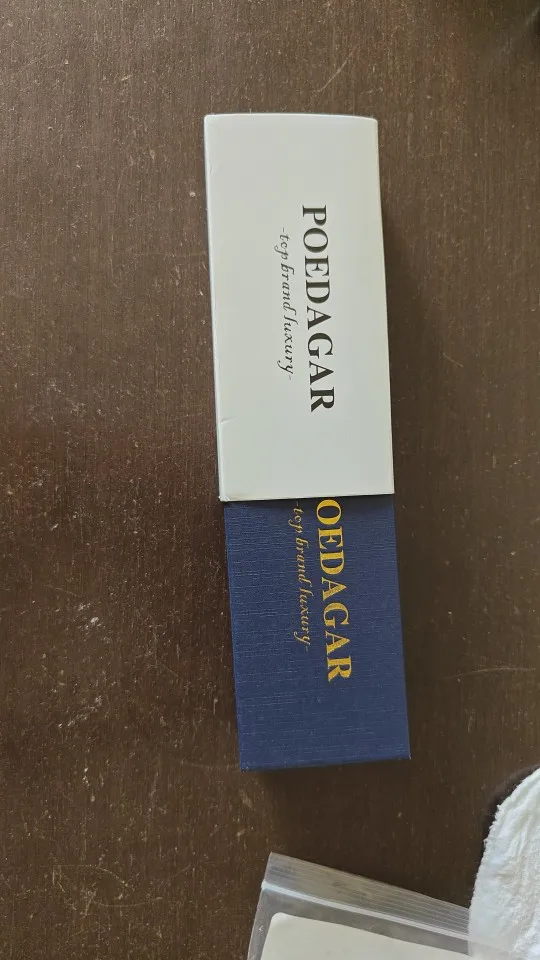 POEDAGAR
-top brand luxury-
OEDAGAR
-top brand luxury-